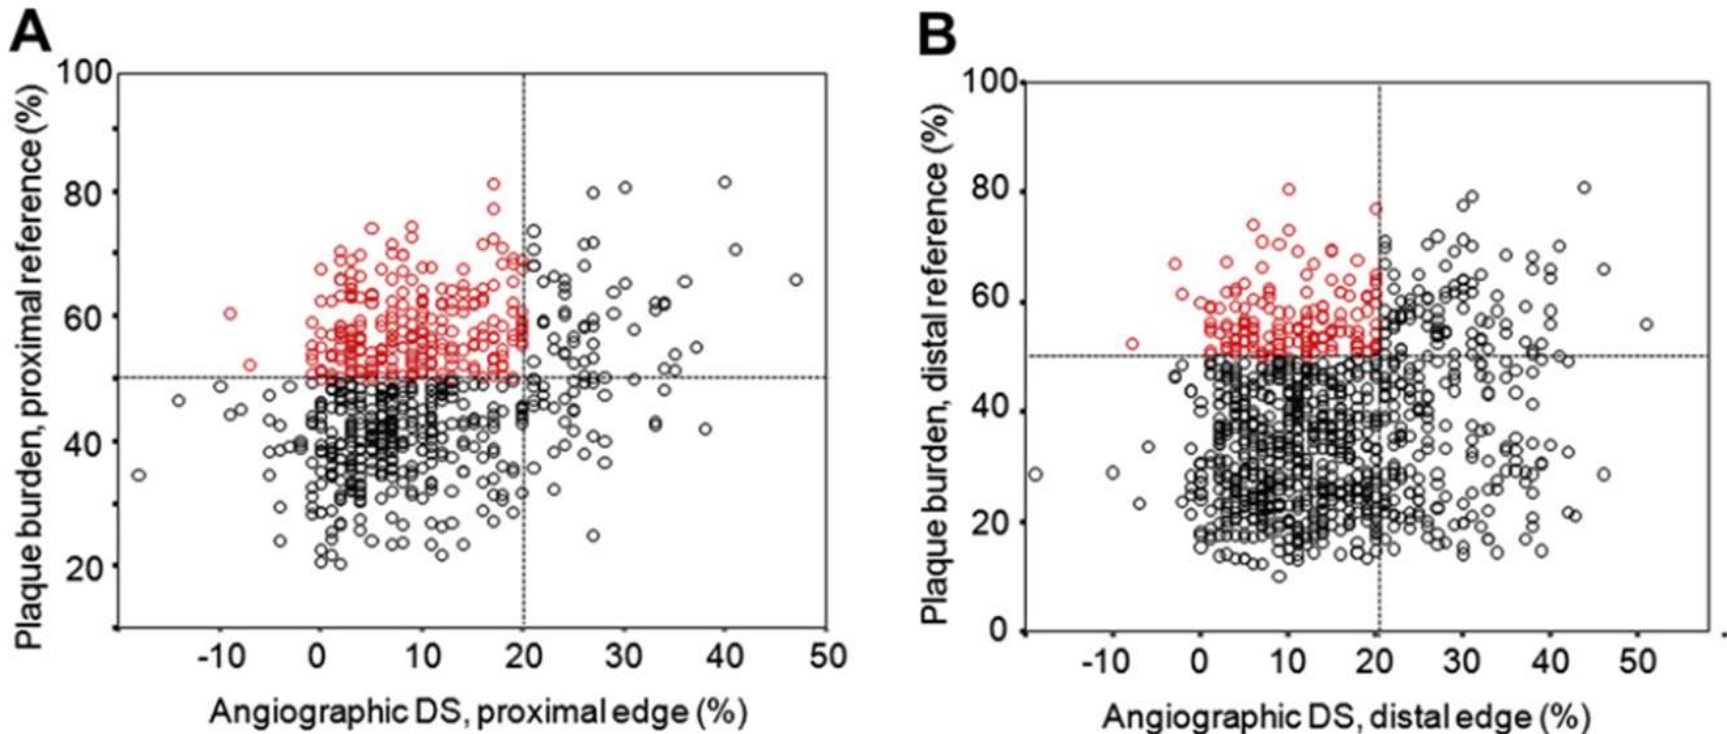 A
Plaque burden, proximal reference (%)
100
80
60
40
20
-10 0 10 20 30 40 50
Angiographic DS, proximal edge (%)
B
Plaque burden, distal reference (%)
100
80
60
40
20
0
-10 0 10 20 30 40 50
Angiographic DS, distal edge (%)